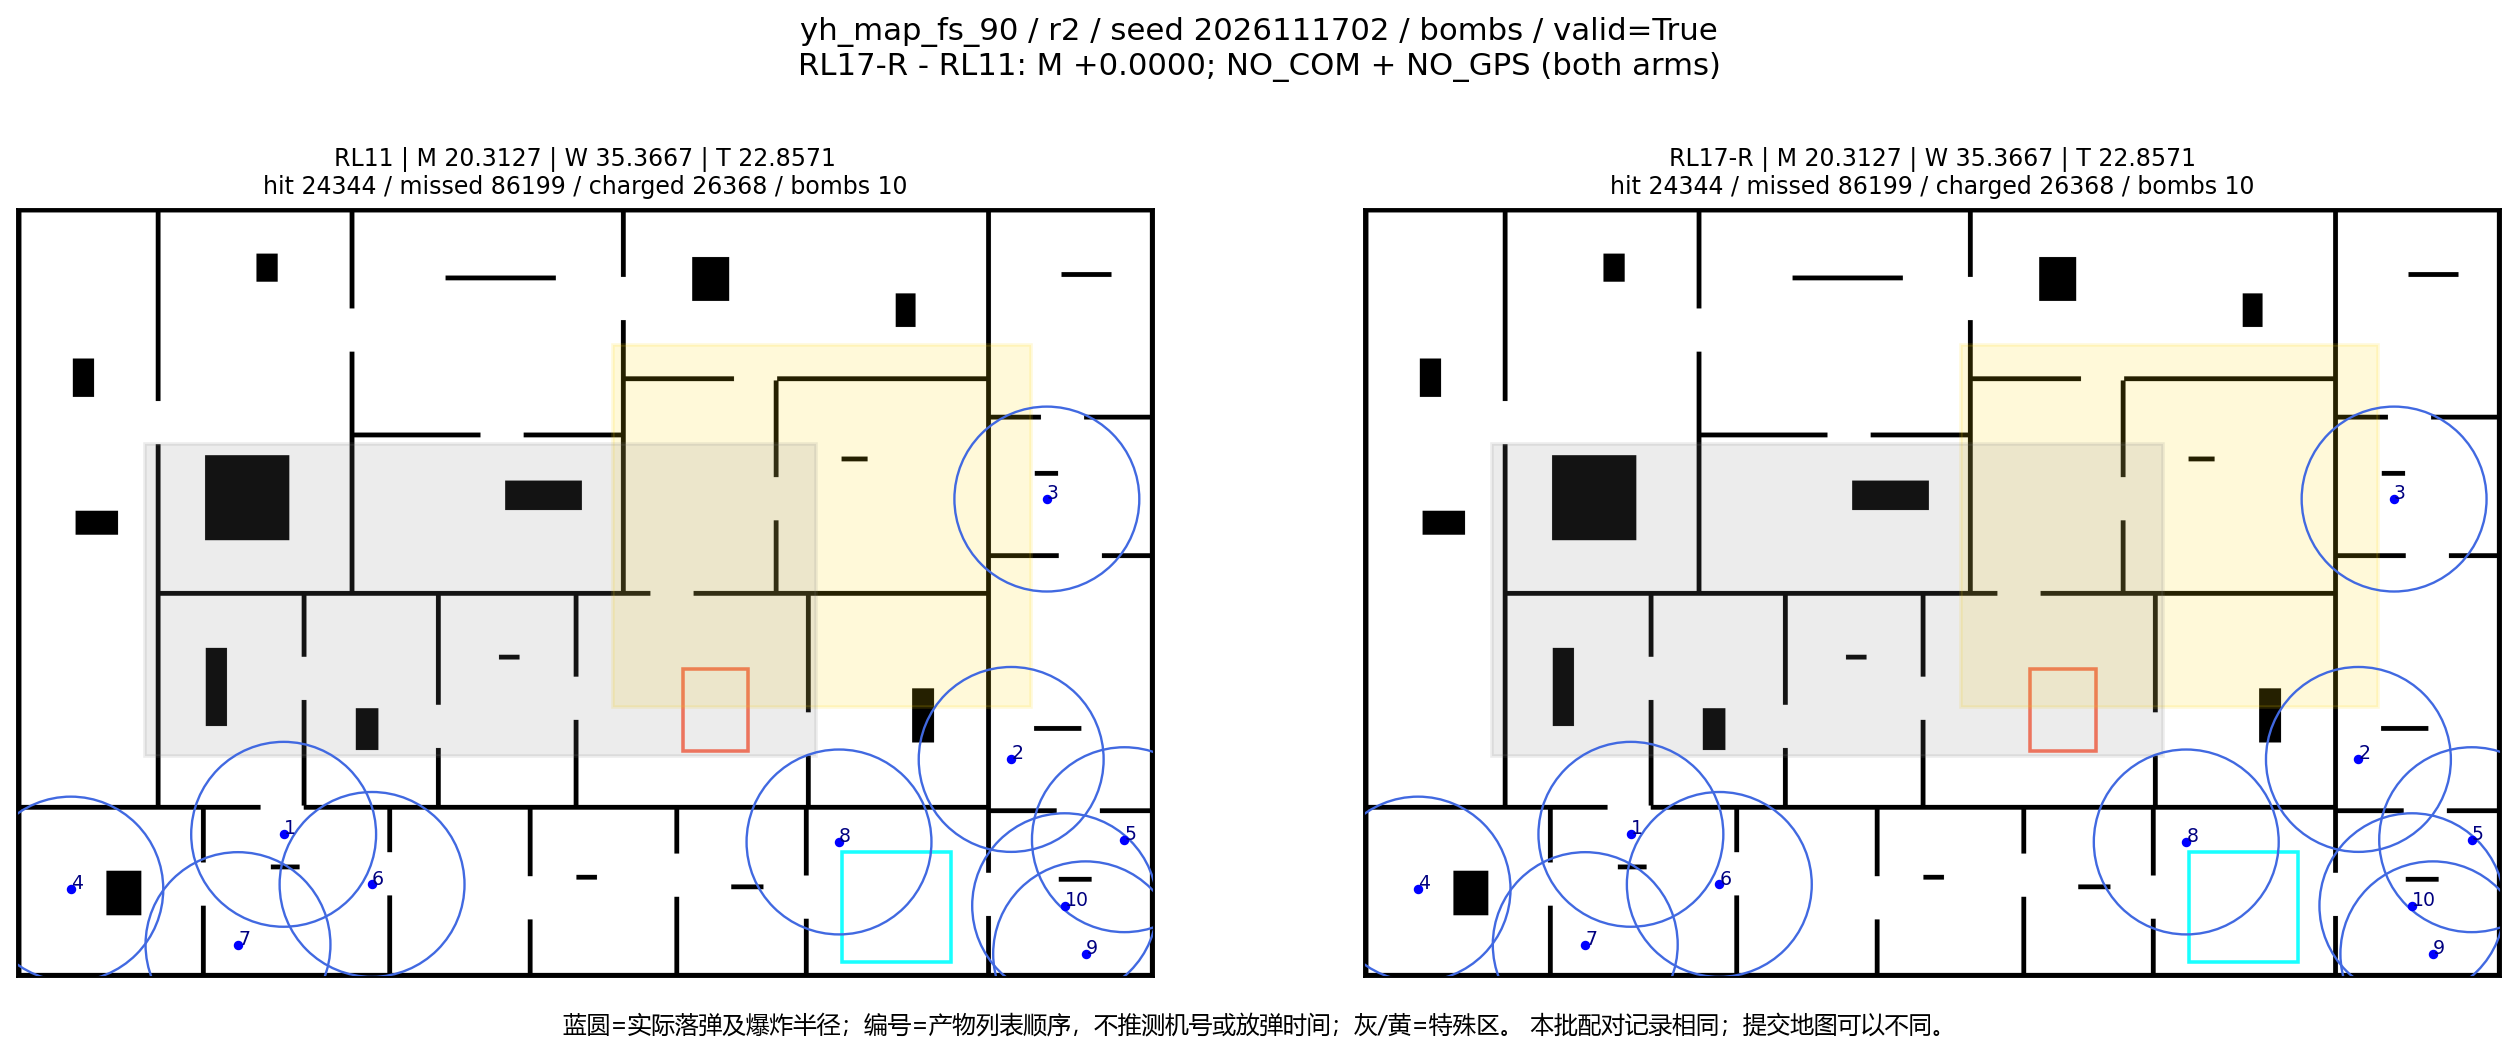 yh_map_fs_90 / r2 / seed 2026111702 / bombs / valid=True
RL17-R - RL11: M +0.0000; NO_COM + NO_GPS (both arms)
RL11 | M 20.3127 | W 35.3667 | T 22.8571
hit 24344 / missed 86199 / charged 26368 / bombs 10
3
2
1
8
5
4
6
10
7
9
RL17-R | M 20.3127 | W 35.3667 | T 22.8571
hit 24344 / missed 86199 / charged 26368 / bombs 10
3
2
1
8
5
4
6
10
7
9
蓝圆=实际落弹及爆炸半径；编号=产物列表顺序，不推测机号或放弹时间；灰/黄=特殊区。 本批配对记录相同；提交地图可以不同。